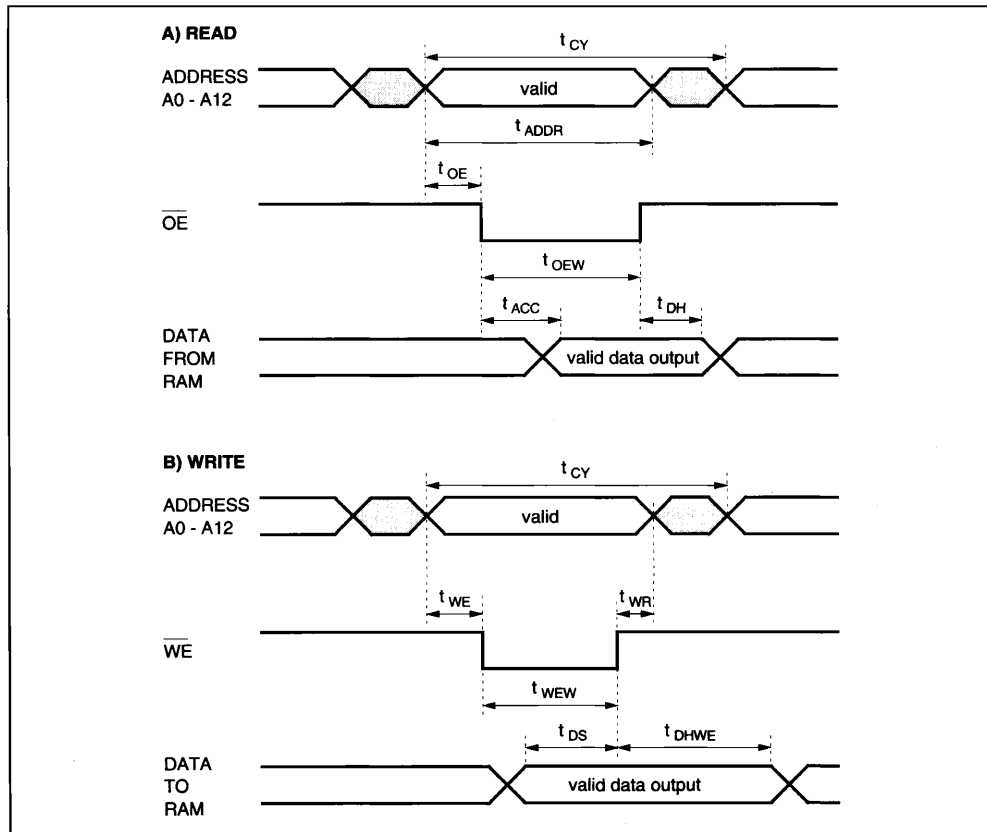 A) READ
t CY
ADDRESS
A0 - A12
valid
t ADDR
t OE
OE
t OEW
t ACC
t DH
DATA
FROM
RAM
valid data output
B) WRITE
t CY
ADDRESS
A0 - A12
valid
t WE
t WR
WE
t WEW
t DS
t DHWE
DATA
TO
RAM
valid data output